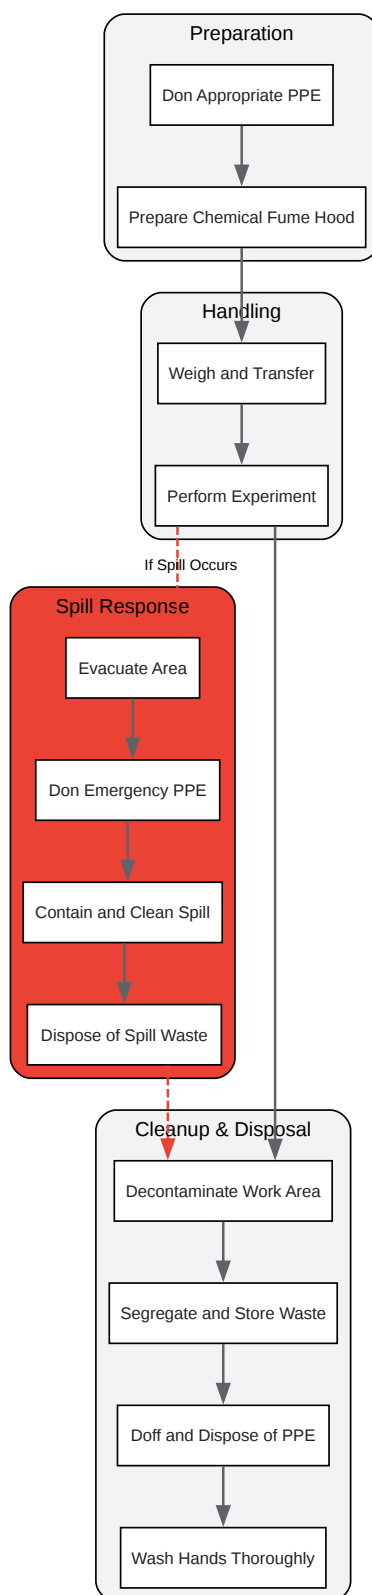 Preparation
Don Appropriate PPE
Prepare Chemical Fume Hood
Handling
Weigh and Transfer
Perform Experiment
If Spill Occurs
Spill Response
Evacuate Area
Don Emergency PPE
Contain and Clean Spill
Dispose of Spill Waste
Cleanup & Disposal
Decontaminate Work Area
Segregate and Store Waste
Doff and Dispose of PPE
Wash Hands Thoroughly